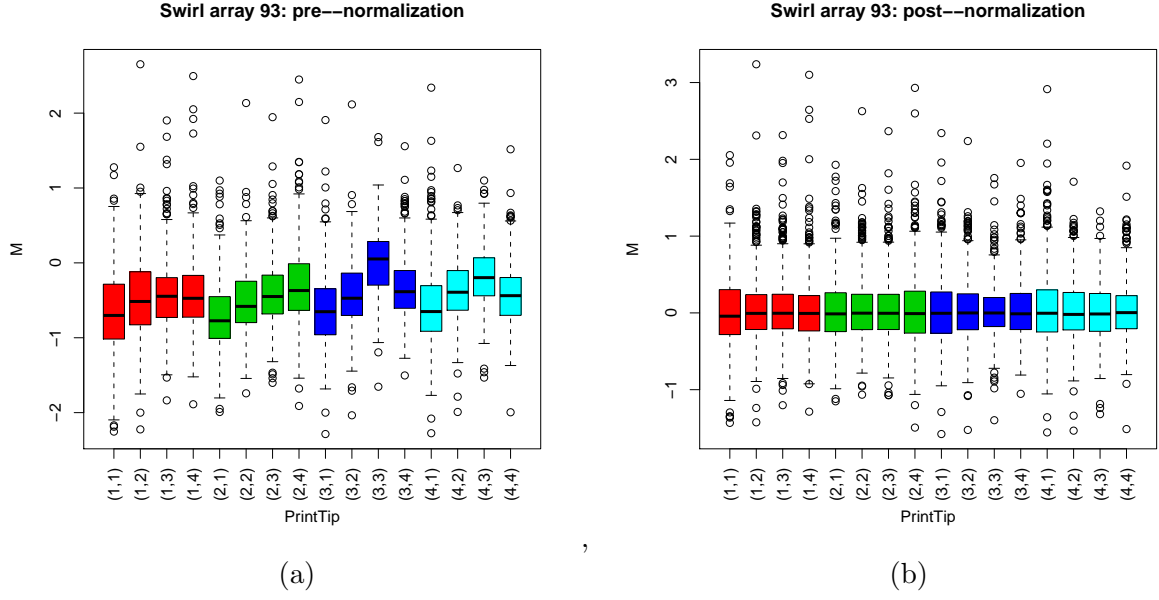 Swirl array 93: pre−−normalization
M
2
1
0
−1
−2
(1,1) (1,2) (1,3) (1,4) (2,1) (2,2) (2,3) (2,4) (3,1) (3,2) (3,3) (3,4) (4,1) (4,2) (4,3) (4,4)
PrintTip
,
(a)
Swirl array 93: post−−normalization
M
3
2
1
0
−1
(1,1) (1,2) (1,3) (1,4) (2,1) (2,2) (2,3) (2,4) (3,1) (3,2) (3,3) (3,4) (4,1) (4,2) (4,3) (4,4)
PrintTip
(b)